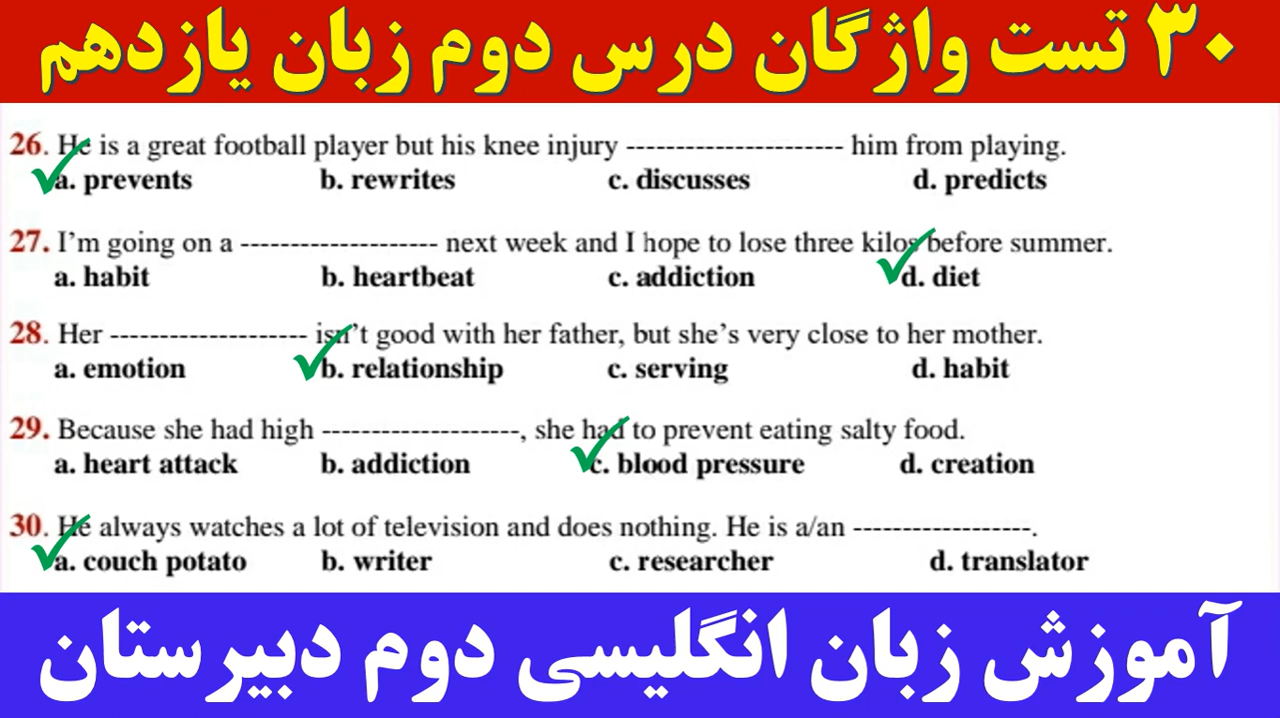 ۳۰ تست واژگان درس دوم زبان یازدهم
26. He is a great football player but his knee injury ---------------------- him from playing.
a. prevents b. rewrites c. discusses d. predicts
27. I'm going on a -------------------- next week and I hope to lose three kilos before summer.
a. habit b. heartbeat c. addiction d. diet
28. Her -------------------- isn't good with her father, but she's very close to her mother.
a. emotion b. relationship c. serving d. habit
29. Because she had high --------------------, she had to prevent eating salty food.
a. heart attack b. addiction c. blood pressure d. creation
30. He always watches a lot of television and does nothing. He is a/an ------------------.
a. couch potato b. writer c. researcher d. translator
آموزش زبان انگلیسی دوم دبیرستان